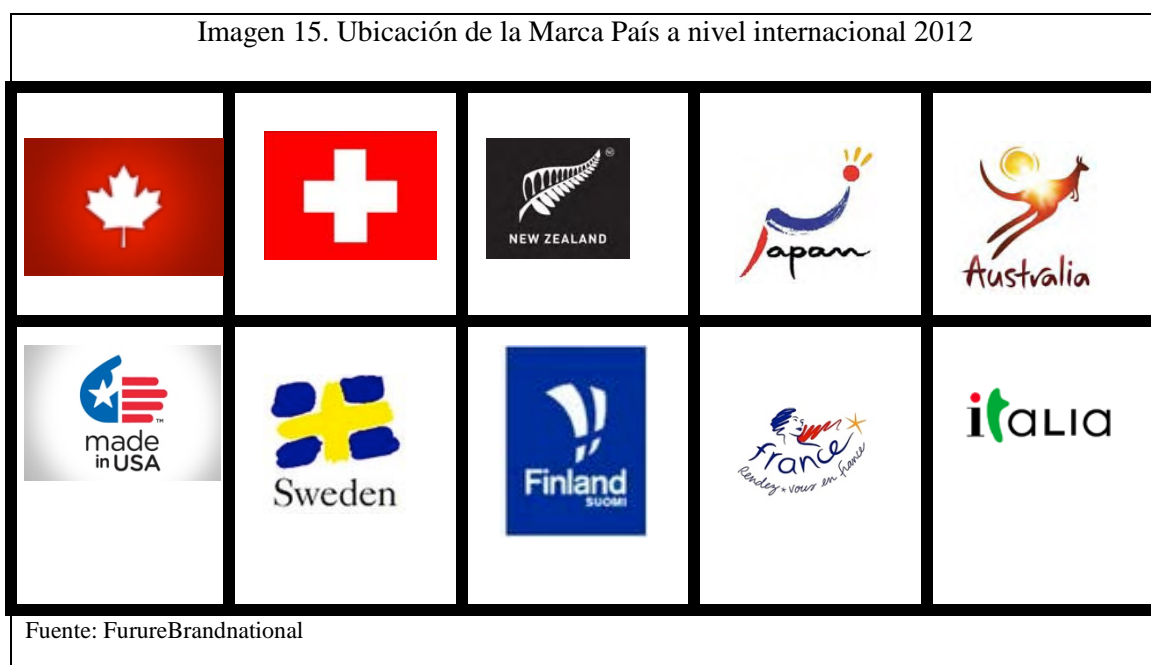 Imagen 15. Ubicación de la Marca País a nivel internacional 2012
NEW ZEALAND
Japan
Australia
made
in USA
TM
Sweden
Finland
SUOMI
france
Rendez vous en france
italia
Fuente: FurureBrandnational